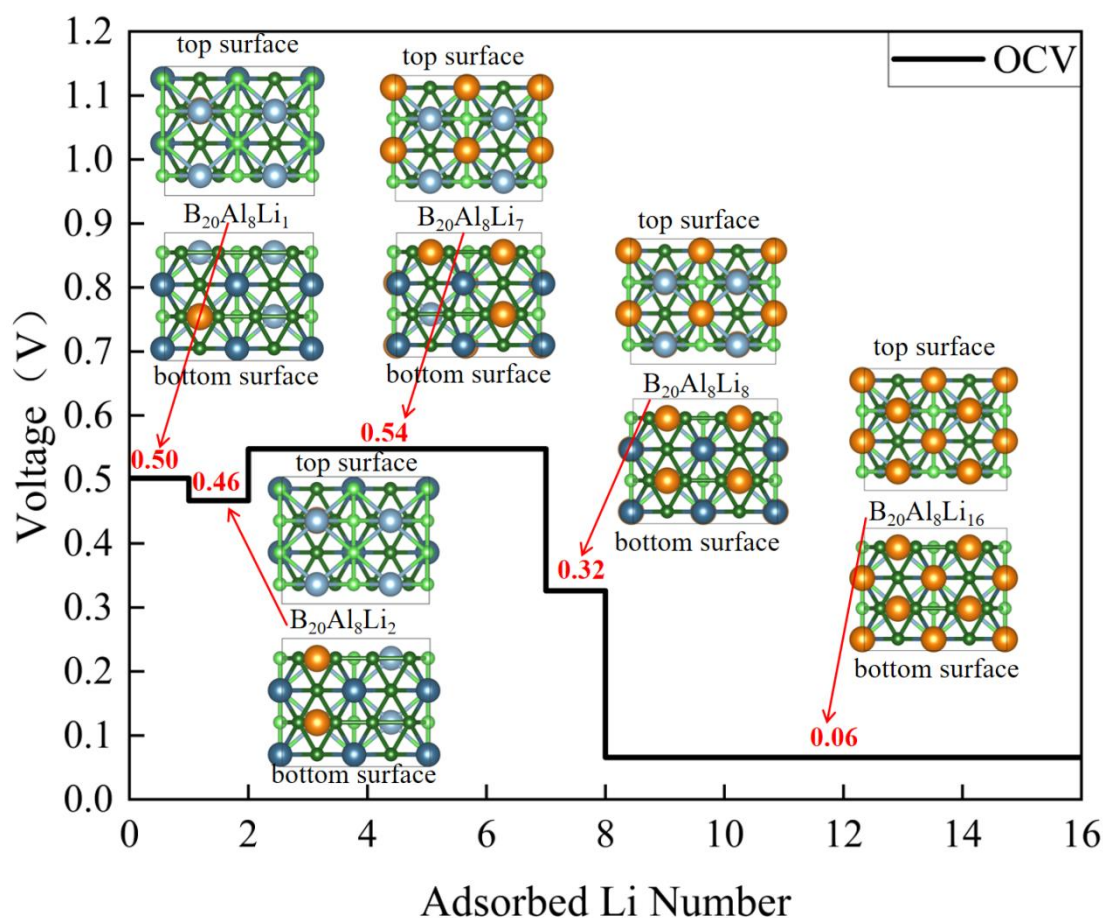 OCV
1.2
1.1
1.0
0.9
0.8
0.7
0.6
0.5
0.4
0.3
0.2
0.1
0.0
Voltage（V）
top surface
B₂₀Al₈Li₁
bottom surface
0.50
top surface
B₂₀Al₈Li₇
bottom surface
0.54
0.46
top surface
B₂₀Al₈Li₂
bottom surface
top surface
B₂₀Al₈Li₈
bottom surface
0.32
top surface
B₂₀Al₈Li₁₆
bottom surface
0.06
0 2 4 6 8 10 12 14 16
Adsorbed Li Number